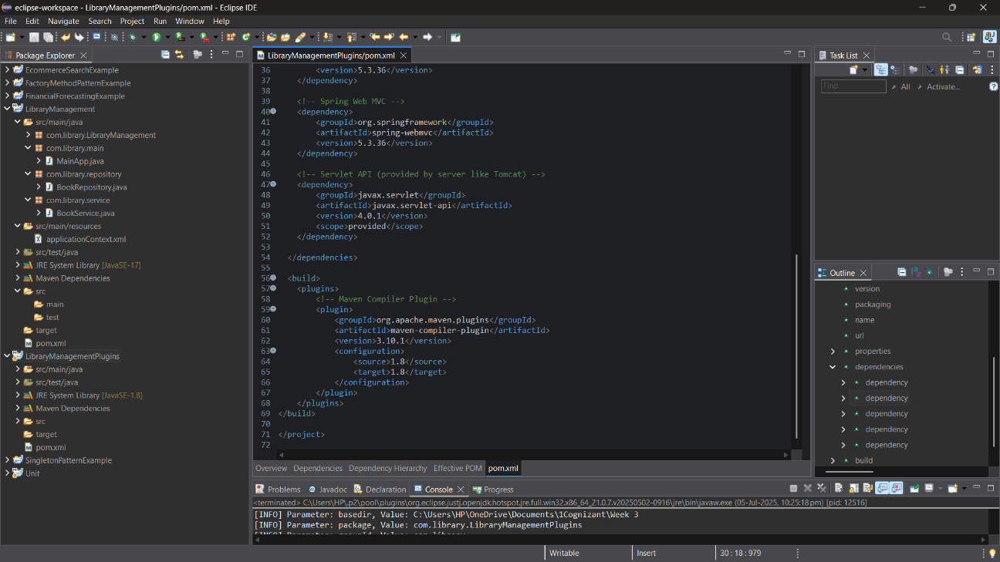 eclipse-workspace - LibraryManagementPlugins/pom.xml - Eclipse IDE
File Edit Navigate Search Project Run Window Help
Package Explorer
EcommerceSearchExample
FactoryMethodPatternExample
FinancialForecastingExample
LibraryManagement
src/main/java
com.library.LibraryManagement
com.library.main
MainApp.java
com.library.repository
BookRepository.java
com.library.service
BookService.java
src/main/resources
applicationContext.xml
src/test/java
JRE System Library [JavaSE-17]
Maven Dependencies
src
main
test
target
pom.xml
LibraryManagementPlugins
src/main/java
src/test/java
JRE System Library [JavaSE-1.8]
Maven Dependencies
src
target
pom.xml
SingletonPatternExample
Unit
LibraryManagementPlugins/pom.xml
36 <version>5.3.36</version>
37 </dependency>
38
39 <!-- Spring Web MVC -->
40 <dependency>
41 <groupId>org.springframework</groupId>
42 <artifactId>spring-webmvc</artifactId>
43 <version>5.3.36</version>
44 </dependency>
45
46 <!-- Servlet API (provided by server like Tomcat) -->
47 <dependency>
48 <groupId>javax.servlet</groupId>
49 <artifactId>javax.servlet-api</artifactId>
50 <version>4.0.1</version>
51 <scope>provided</scope>
52 </dependency>
53
54 </dependencies>
55
56 <build>
57 <plugins>
58 <!-- Maven Compiler Plugin -->
59 <plugin>
60 <groupId>org.apache.maven.plugins</groupId>
61 <artifactId>maven-compiler-plugin</artifactId>
62 <version>3.10.1</version>
63 <configuration>
64 <source>1.8</source>
65 <target>1.8</target>
66 </configuration>
67 </plugin>
68 </plugins>
69 </build>
70
71 </project>
72
Overview Dependencies Dependency Hierarchy Effective POM pom.xml
Task List
Find All Activate...
Outline
version
packaging
name
url
properties
dependencies
dependency
dependency
dependency
dependency
dependency
build
Problems Javadoc Declaration Console Progress
<terminated> C:\Users\HP\.p2\pool\plugins\org.eclipse.justj.openjdk.hotspot.jre.full.win32.x86_64_21.0.7.v20250502-0916\jre\bin\javaw.exe (05-Jul-2025, 10:25:18 pm) [pid: 12516]
[INFO] Parameter: basedir, Value: C:\Users\HP\OneDrive\Documents\1Cognizant\Week 3
[INFO] Parameter: package, Value: com.library.LibraryManagementPlugins
Writable Insert 30 : 18 : 979